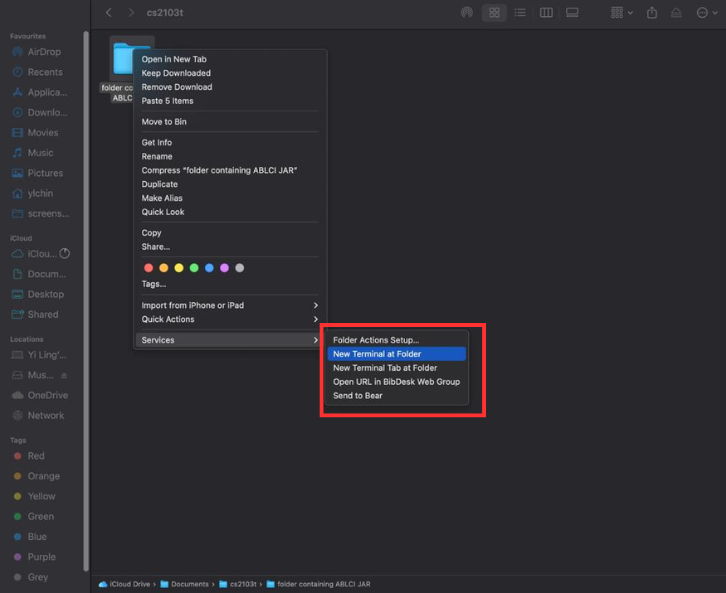 cs2103t
Favourites
AirDrop
Recents
Applica...
Downlo...
Movies
Music
Pictures
ylchin
screens...
iCloud
iClou...
Docum...
Desktop
Shared
Locations
Yi Ling'...
Mus...
OneDrive
Network
Tags
Red
Orange
Yellow
Green
Blue
Purple
Grey
folder co
ABLC
Open in New Tab
Keep Downloaded
Remove Download
Paste 5 Items
Move to Bin
Get Info
Rename
Compress “folder containing ABLCI JAR”
Duplicate
Make Alias
Quick Look
Copy
Share...
Tags...
Import from iPhone or iPad
Quick Actions
Services
Folder Actions Setup...
New Terminal at Folder
New Terminal Tab at Folder
Open URL in BibDesk Web Group
Send to Bear
iCloud Drive › Documents › cs2103t › folder containing ABLCI JAR